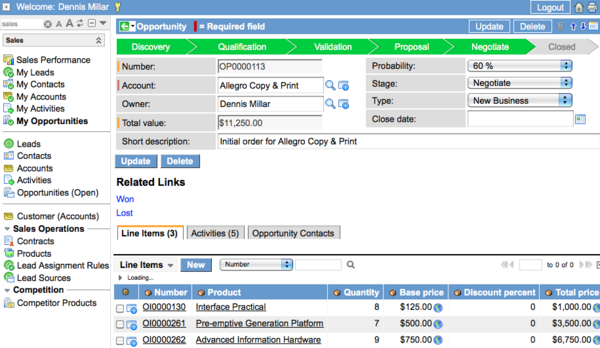 Welcome: Dennis Millar
Logout
sales
Sales
Sales Performance
My Leads
My Contacts
My Accounts
My Activities
My Opportunities
Leads
Contacts
Accounts
Activities
Opportunities (Open)
Customer (Accounts)
Sales Operations
Contracts
Products
Lead Assignment Rules
Lead Sources
Competition
Competitor Products
Opportunity = Required field Update Delete
Discovery Qualification Validation Proposal Negotiate Closed
Number: OP0000113 Probability: 60 %
Account: Allegro Copy & Print Stage: Negotiate
Owner: Dennis Millar Type: New Business
Total value: $11,250.00 Close date:
Short description: Initial order for Allegro Copy & Print
Update Delete
Related Links
Won
Lost
Line Items (3) Activities (5) Opportunity Contacts
Line Items New Number to 0 of 0
Loading...
Number Product Quantity Base price Discount percent Total price
OI0000130 Interface Practical 8 $125.00 0 $1,000.00
OI0000261 Pre-emptive Generation Platform 7 $500.00 0 $3,500.00
OI0000262 Advanced Information Hardware 9 $750.00 0 $6,750.00